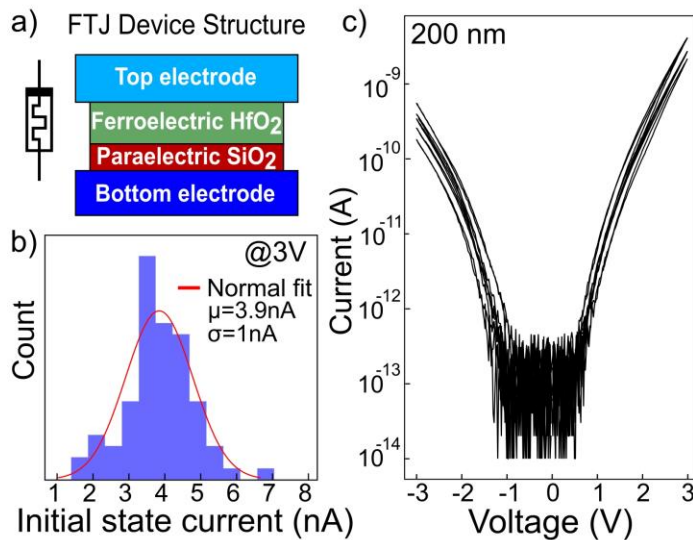 a) FTJ Device Structure
Top electrode
Ferroelectric HfO₂
Paraelectric SiO₂
Bottom electrode
b)
@3V
Normal fit
μ=3.9nA
σ=1nA
Count
1 2 3 4 5 6 7 8
Initial state current (nA)
c)
200 nm
10⁻⁹
10⁻¹⁰
10⁻¹¹
10⁻¹²
10⁻¹³
10⁻¹⁴
Current (A)
-3 -2 -1 0 1 2 3
Voltage (V)